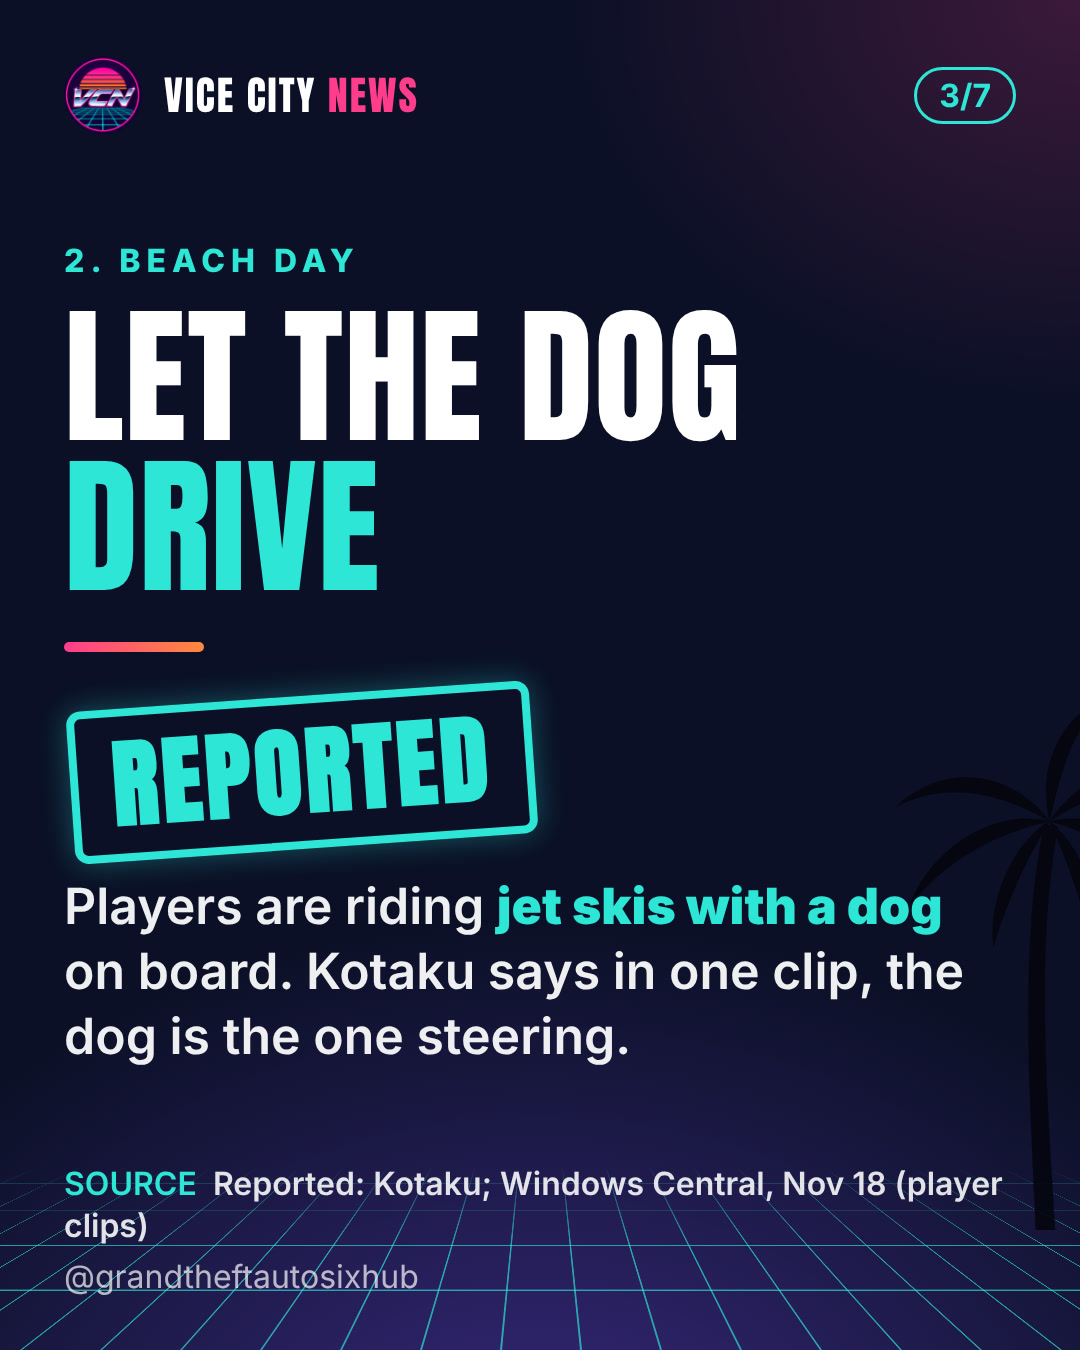 VCN
VICE CITY NEWS
3/7
2. BEACH DAY
LET THE DOG
DRIVE
REPORTED
Players are riding jet skis with a dog
on board. Kotaku says in one clip, the
dog is the one steering.
SOURCE Reported: Kotaku; Windows Central, Nov 18 (player
clips)
@grandtheftautosixhub